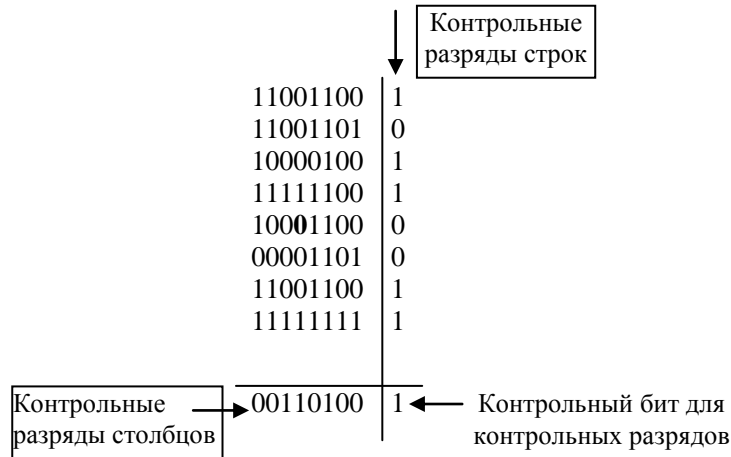 Контрольные
разряды строк
11001100 1
11001101 0
10000100 1
11111100 1
10001100 0
00001101 0
11001100 1
11111111 1
Контрольные
разряды столбцов
00110100 1
Контрольный бит для
контрольных разрядов